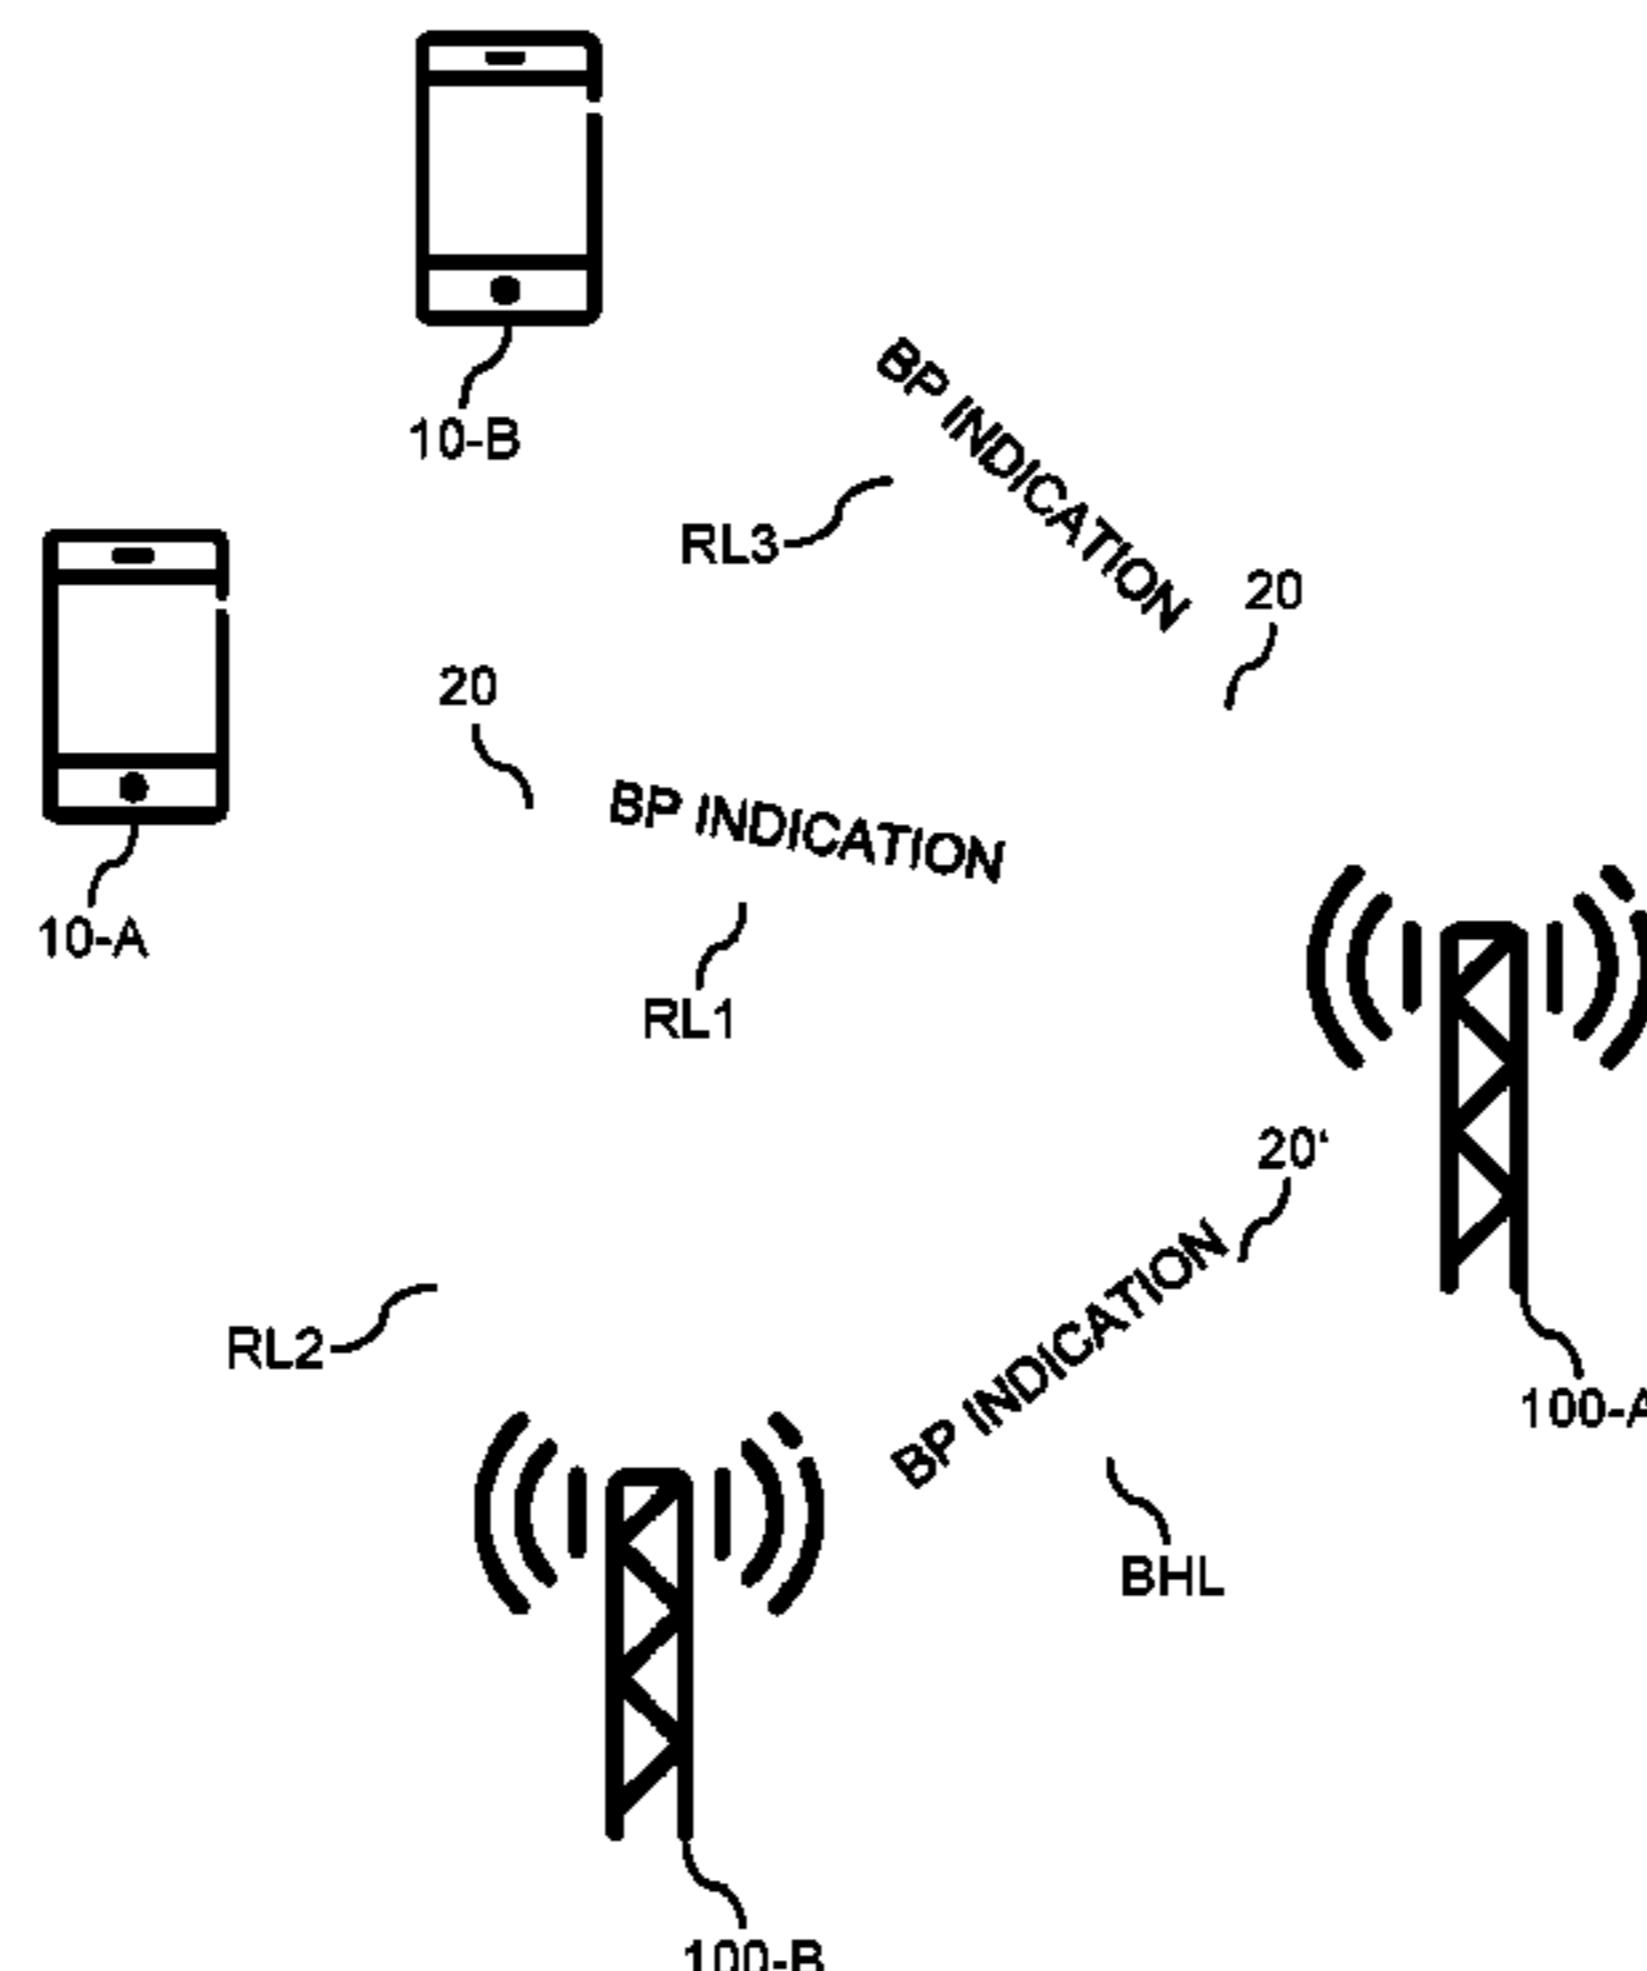 10-B
BP INDICATION
RL3
20
20
10-A
BP INDICATION
RL1
20‘
RL2
BP INDICATION
100-A
BHL
100-B